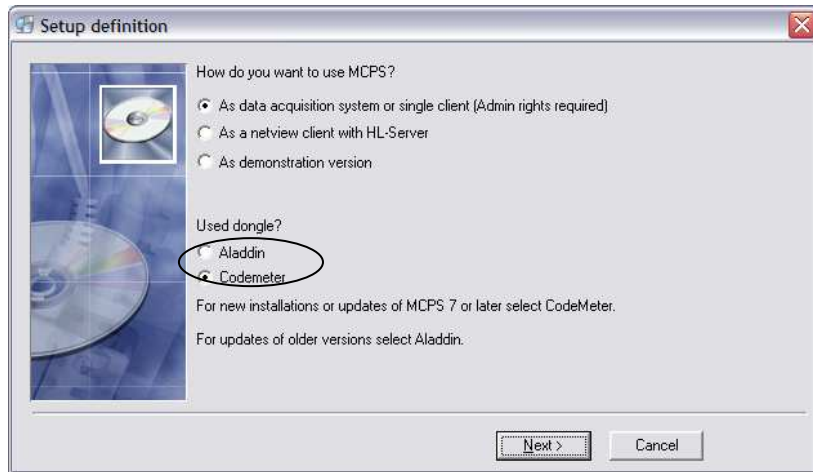 Setup definition
How do you want to use MCPS?
As data acquisition system or single client (Admin rights required)
As a netview client with HL-Server
As demonstration version
Used dongle?
Aladdin
Codemeter
For new installations or updates of MCPS 7 or later select CodeMeter.
For updates of older versions select Aladdin.
Next > Cancel